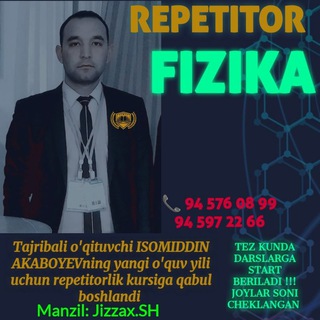 REPETITOR
FIZIKA
94 576 08 99
94 597 22 66
Tajribali o'qituvchi ISOMIDDIN
AKABOYEVning yangi o'quv yili
uchun repetitorlik kursiga qabul
boshlandi
Manzil: Jizzax.SH
TEZ KUNDA
DARSLARGA
START
BERILADI !!!
JOYLAR SONI
CHEKLANGAN